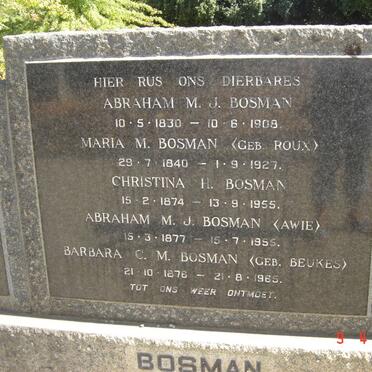 HIER RUS ONS DIERBARES
ABRAHAM M. J. BOSMAN
10·5·1830 – 10·6·1908.
MARIA M. BOSMAN (GEB. ROUX)
29·7·1840 – 1·9·1927.
CHRISTINA H. BOSMAN
15·2·1874 – 13·9·1955.
ABRAHAM M. J. BOSMAN (AWIE)
15·3·1877 – 15·7·1955.
BARBARA C. M. BOSMAN (GEB. BEUKES)
21·10·1876 – 21·8·1965.
TOT ONS WEER ONTMOET.
BOSMAN